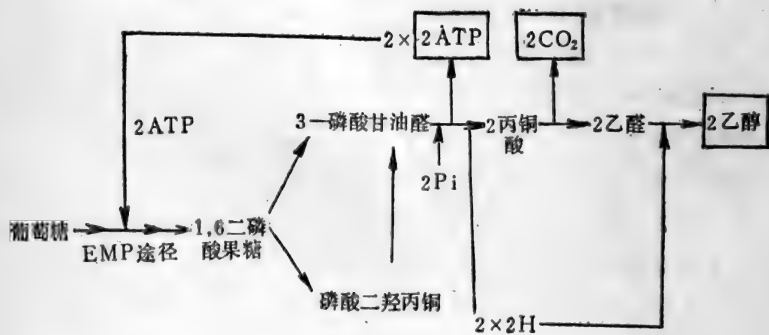 2× 2ATP
2CO₂
2ATP
3—磷酸甘油醛
2丙铜
酸
2乙醛
2乙醇
2Pi
葡萄糖
EMP途径
1,6二磷
酸果糖
磷酸二羟丙铜
2×2H